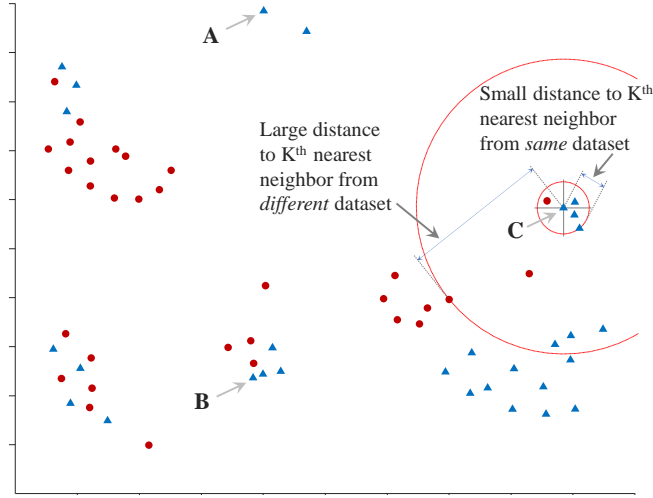 A
Small distance to Kth
nearest neighbor
from same dataset
Large distance
to Kth nearest
neighbor from
different dataset
C
B